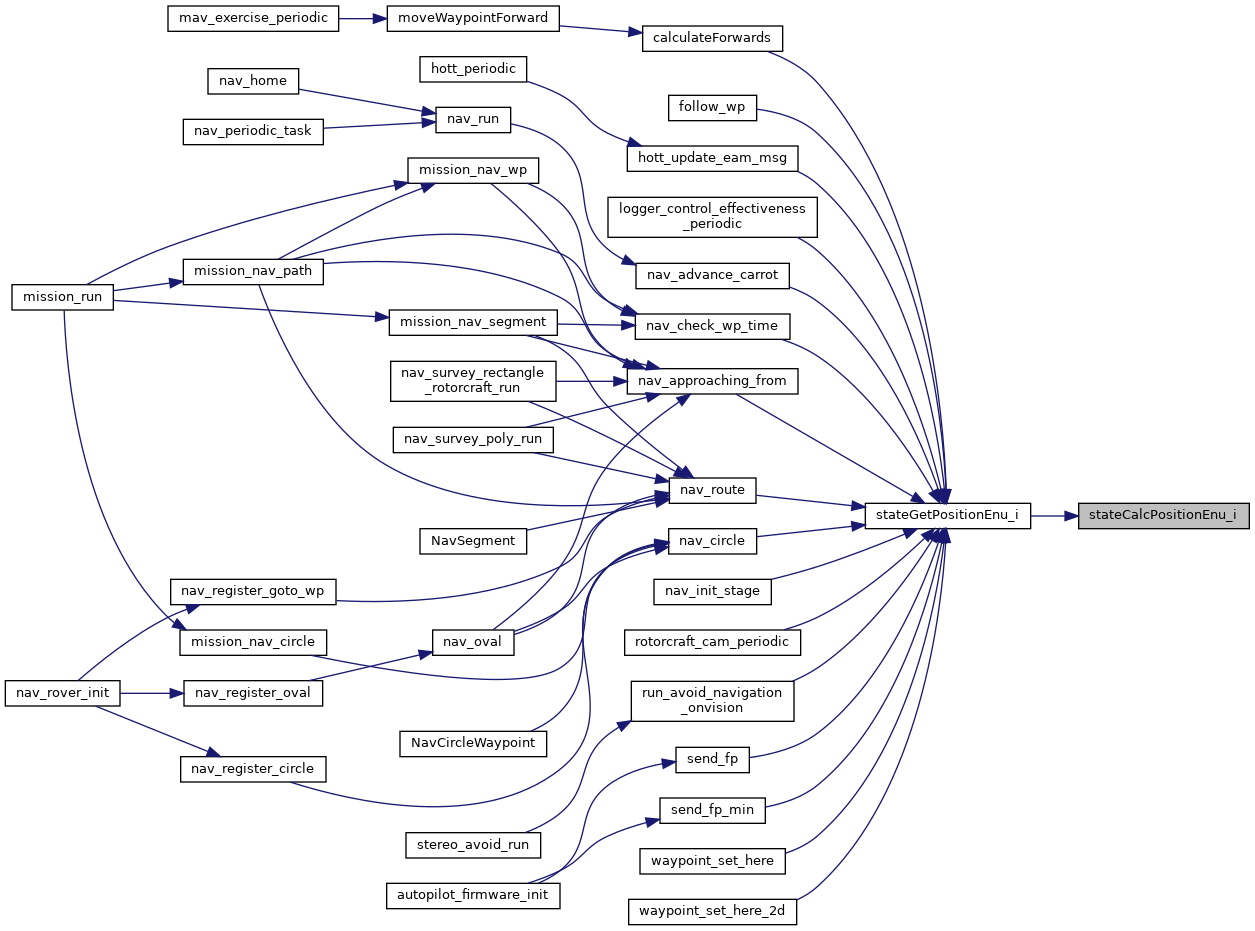 mav_exercise_periodic
moveWaypointForward
calculateForwards
hott_periodic
nav_home
follow_wp
nav_run
nav_periodic_task
hott_update_eam_msg
mission_nav_wp
logger_control_effectiveness
_periodic
mission_nav_path
nav_advance_carrot
mission_run
mission_nav_segment
nav_check_wp_time
nav_survey_rectangle
_rotorcraft_run
nav_approaching_from
nav_survey_poly_run
nav_route
stateGetPositionEnu_i
stateCalcPositionEnu_i
NavSegment
nav_circle
nav_register_goto_wp
nav_init_stage
mission_nav_circle
nav_oval
rotorcraft_cam_periodic
nav_rover_init
nav_register_oval
run_avoid_navigation
_onvision
NavCircleWaypoint
nav_register_circle
send_fp
send_fp_min
stereo_avoid_run
waypoint_set_here
autopilot_firmware_init
waypoint_set_here_2d